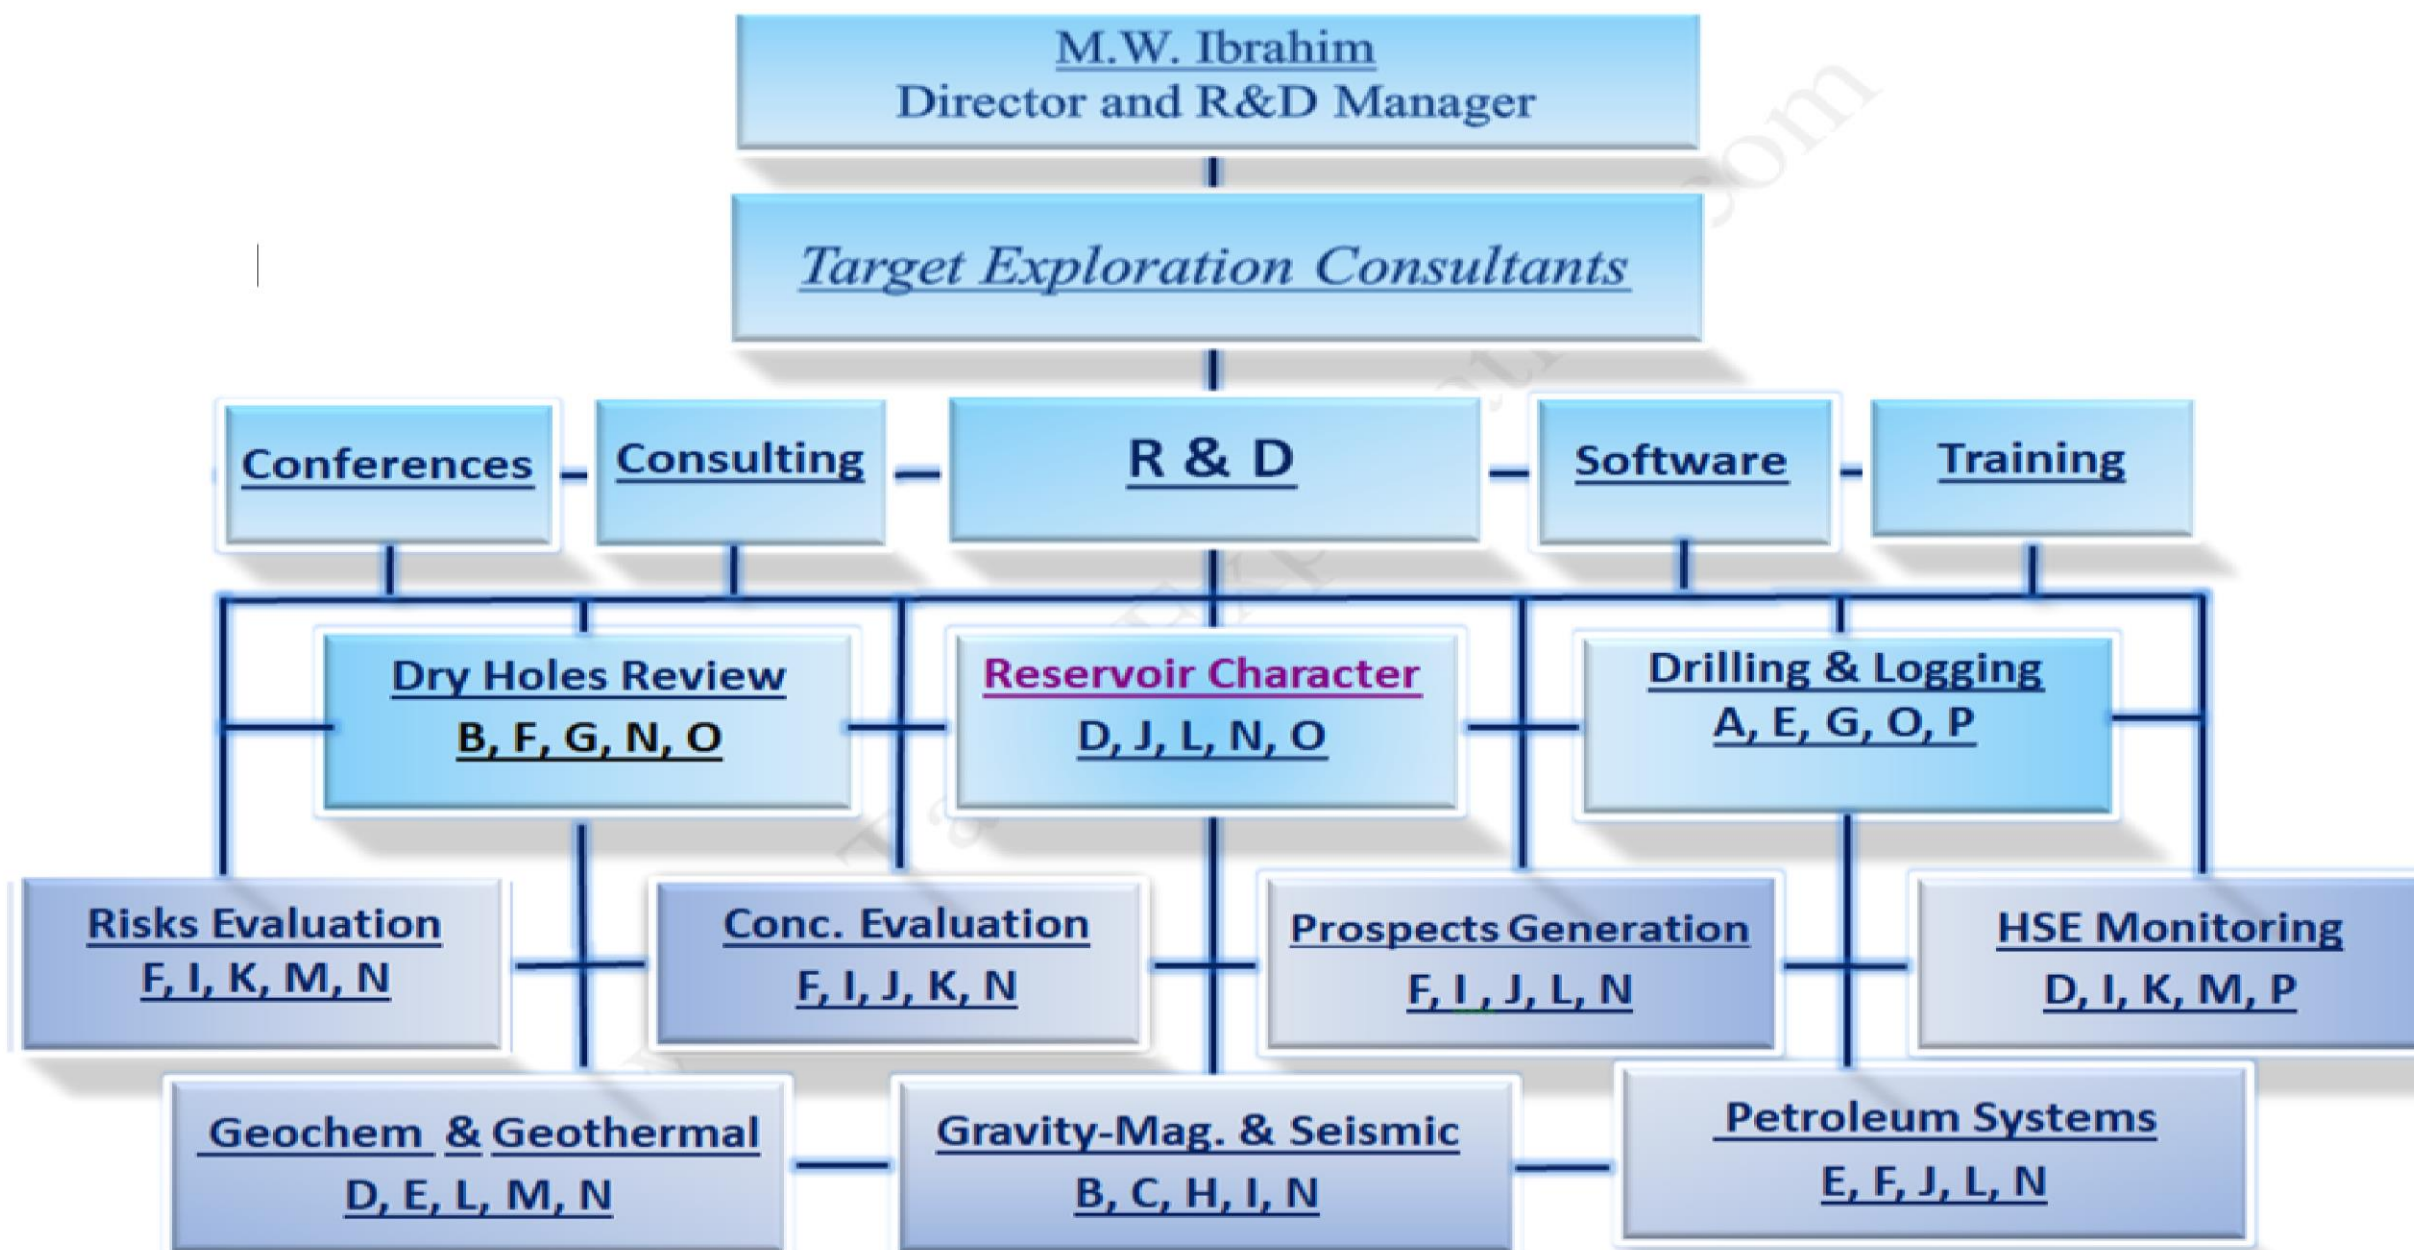 M.W. Ibrahim
Director and R&D Manager
Target Exploration Consultants
Conferences
Consulting
R & D
Software
Training
Dry Holes Review
B, F, G, N, O
Reservoir Character
D, J, L, N, O
Drilling & Logging
A, E, G, O, P
Risks Evaluation
F, I, K, M, N
Conc. Evaluation
F, I, J, K, N
Prospects Generation
F, I , J, L, N
HSE Monitoring
D, I, K, M, P
Geochem & Geothermal
D, E, L, M, N
Gravity-Mag. & Seismic
B, C, H, I, N
Petroleum Systems
E, F, J, L, N